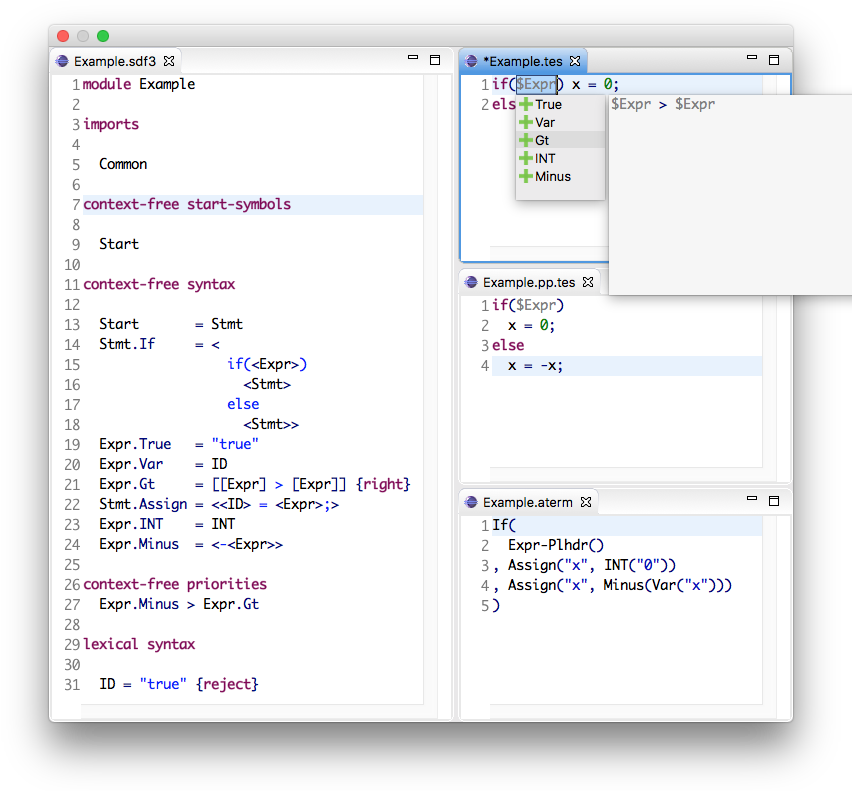 Example.sdf3
1 module Example
2
3 imports
4
5   Common
6
7 context-free start-symbols
8
9   Start
10
11 context-free syntax
12
13   Start       = Stmt
14   Stmt.If     = <
15                   if(<Expr>)
16                     <Stmt>
17                   else
18                     <Stmt>>
19   Expr.True   = "true"
20   Expr.Var    = ID
21   Expr.Gt     = [[Expr] > [Expr]] {right}
22   Stmt.Assign = <<ID> = <Expr>;>
23   Expr.INT    = INT
24   Expr.Minus  = <-<Expr>>
25
26 context-free priorities
27   Expr.Minus > Expr.Gt
28
29 lexical syntax
30
31   ID = "true" {reject}
*Example.tes
1 if($Expr) x = 0;
2 els
True
Var
Gt
INT
Minus
$Expr > $Expr
Example.pp.tes
1 if($Expr)
2   x = 0;
3 else
4   x = -x;
Example.aterm
1 If(
2   Expr-Plhdr()
3 , Assign("x", INT("0"))
4 , Assign("x", Minus(Var("x")))
5 )